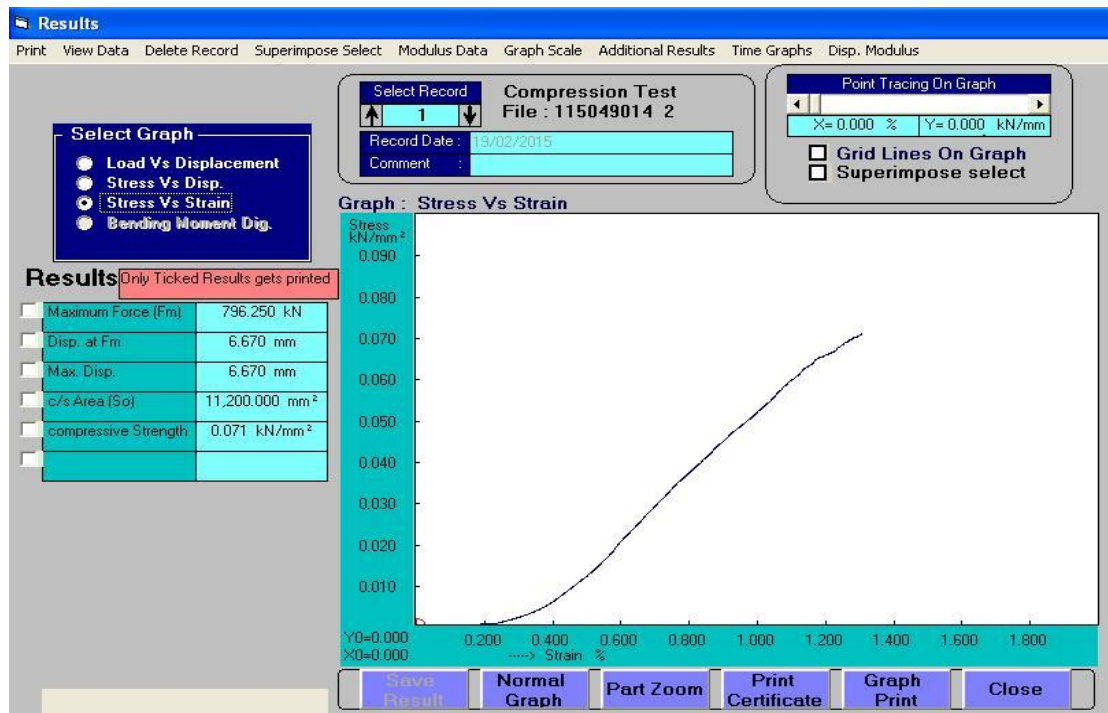 Results
Print View Data Delete Record Superimpose Select Modulus Data Graph Scale Additional Results Time Graphs Disp. Modulus
Select Graph
Load Vs Displacement
Stress Vs Disp.
Stress Vs Strain
Bending Moment Dig.
Select Record
1
Compression Test
File : 115049014 2
Record Date : 19/02/2015
Comment :
Point Tracing On Graph
X= 0.000 % Y= 0.000 kN/mm
Grid Lines On Graph
Superimpose select
Results Only Ticked Results gets printed
Maximum Force (Fm) 796.250 kN
Disp. at Fm 6.670 mm
Max. Disp. 6.670 mm
c/s Area (So) 11,200.000 mm²
compressive Strength 0.071 kN/mm²
Graph : Stress Vs Strain
Stress
kN/mm²
0.090
0.080
0.070
0.060
0.050
0.040
0.030
0.020
0.010
Y0=0.000 0.200 0.400 0.600 0.800 1.000 1.200 1.400 1.600 1.800
X0=0.000 -----> Strain %
Save Result
Normal Graph
Part Zoom
Print Certificate
Graph Print
Close